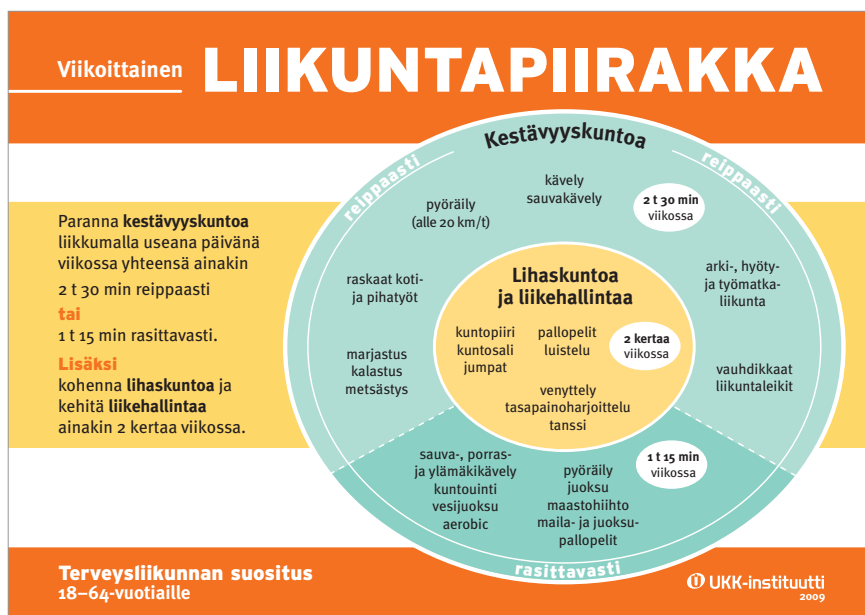 Viikoittainen LIIKUNTAPIIRAKKA
Paranna kestävyyskuntoa
liikkumalla useana päivänä
viikossa yhteensä ainakin
2 t 30 min reippaasti
tai
1 t 15 min rasittavasti.
Lisäksi
kohenna lihaskuntoa ja
kehitä liikehallintaa
ainakin 2 kertaa viikossa.
Kestävyyskuntoa
reippaasti
reippaasti
kävely
sauvakävely
2 t 30 min
viikossa
pyöräily
(alle 20 km/t)
raskaat koti-
ja pihatyöt
arki-, hyöty-
ja työmatka-
liikunta
marjastus
kalastus
metsästys
vauhdikkaat
liikuntaleikit
Lihaskuntoa
ja liikehallintaa
kuntopiiri
kuntosali
jumpat
pallopelit
luistelu
2 kertaa
viikossa
venyttely
tasapainoharjoittelu
tanssi
sauva-, porras-
ja ylämäkikävely
kuntouinti
vesijuoksu
aerobic
pyöräily
juoksu
maastohiihto
maila- ja juoksu-
pallopelit
1 t 15 min
viikossa
rasittavasti
Terveysliikunnan suositus
18–64-vuotiaille
UKK-instituutti
2009